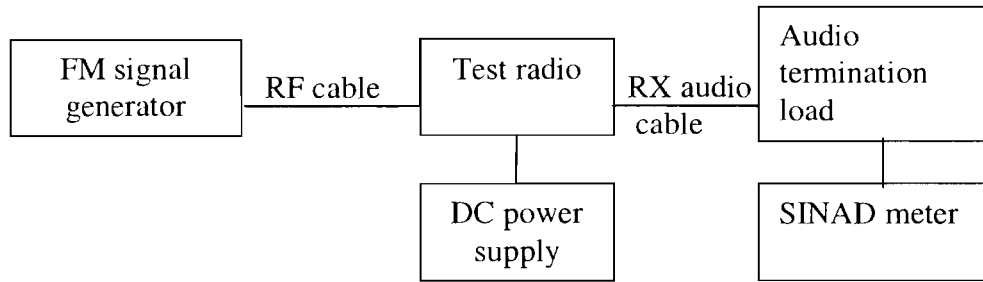 FM signal
generator
RF cable
Test radio
RX audio
cable
Audio
termination
load
DC power
supply
SINAD meter